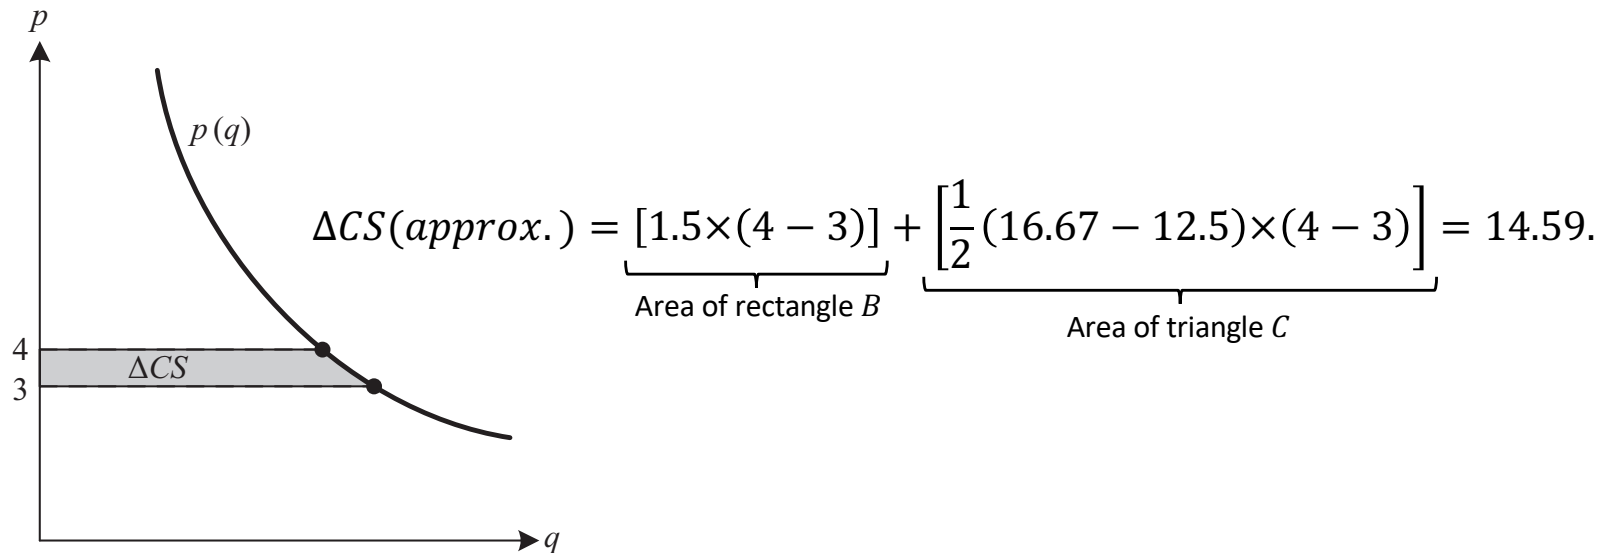 p
p (q)
ΔCS(approx.) = [1.5×(4 − 3)] + [1/2 (16.67 − 12.5)×(4 − 3)] = 14.59.
Area of rectangle B
Area of triangle C
4
ΔCS
3
q